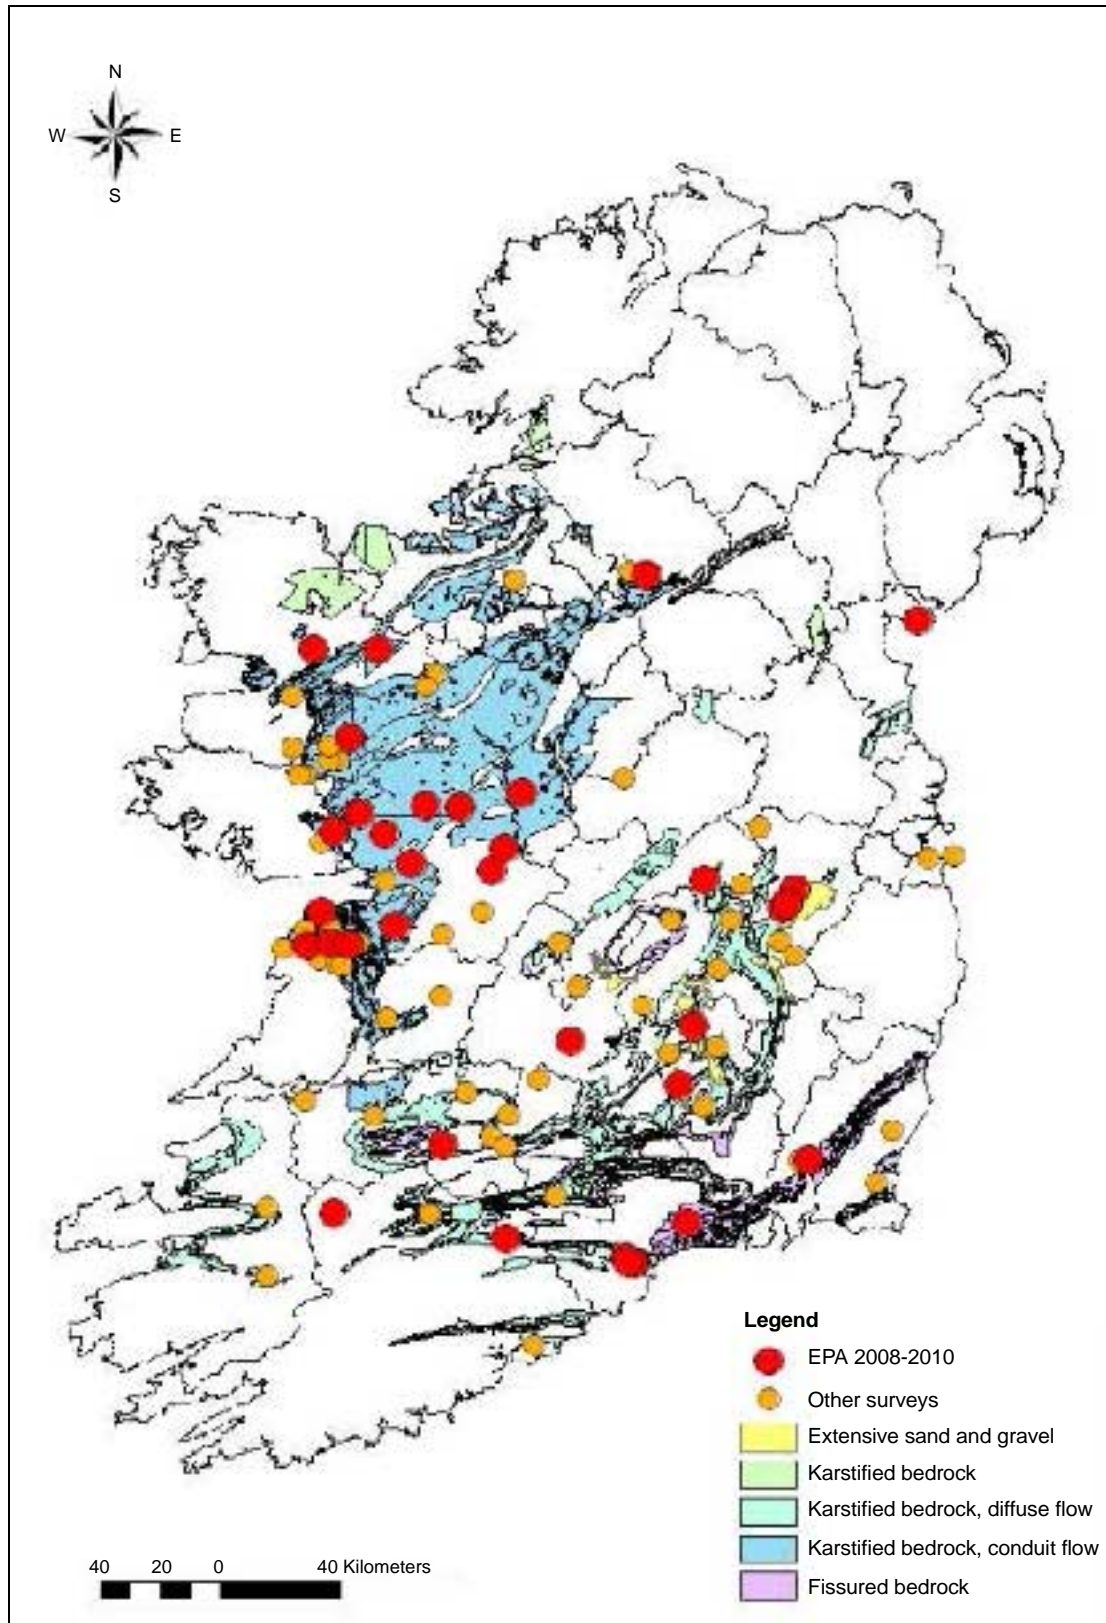 N
W E
S
Legend
EPA 2008-2010
Other surveys
Extensive sand and gravel
Karstified bedrock
Karstified bedrock, diffuse flow
Karstified bedrock, conduit flow
Fissured bedrock
40 20 0 40 Kilometers